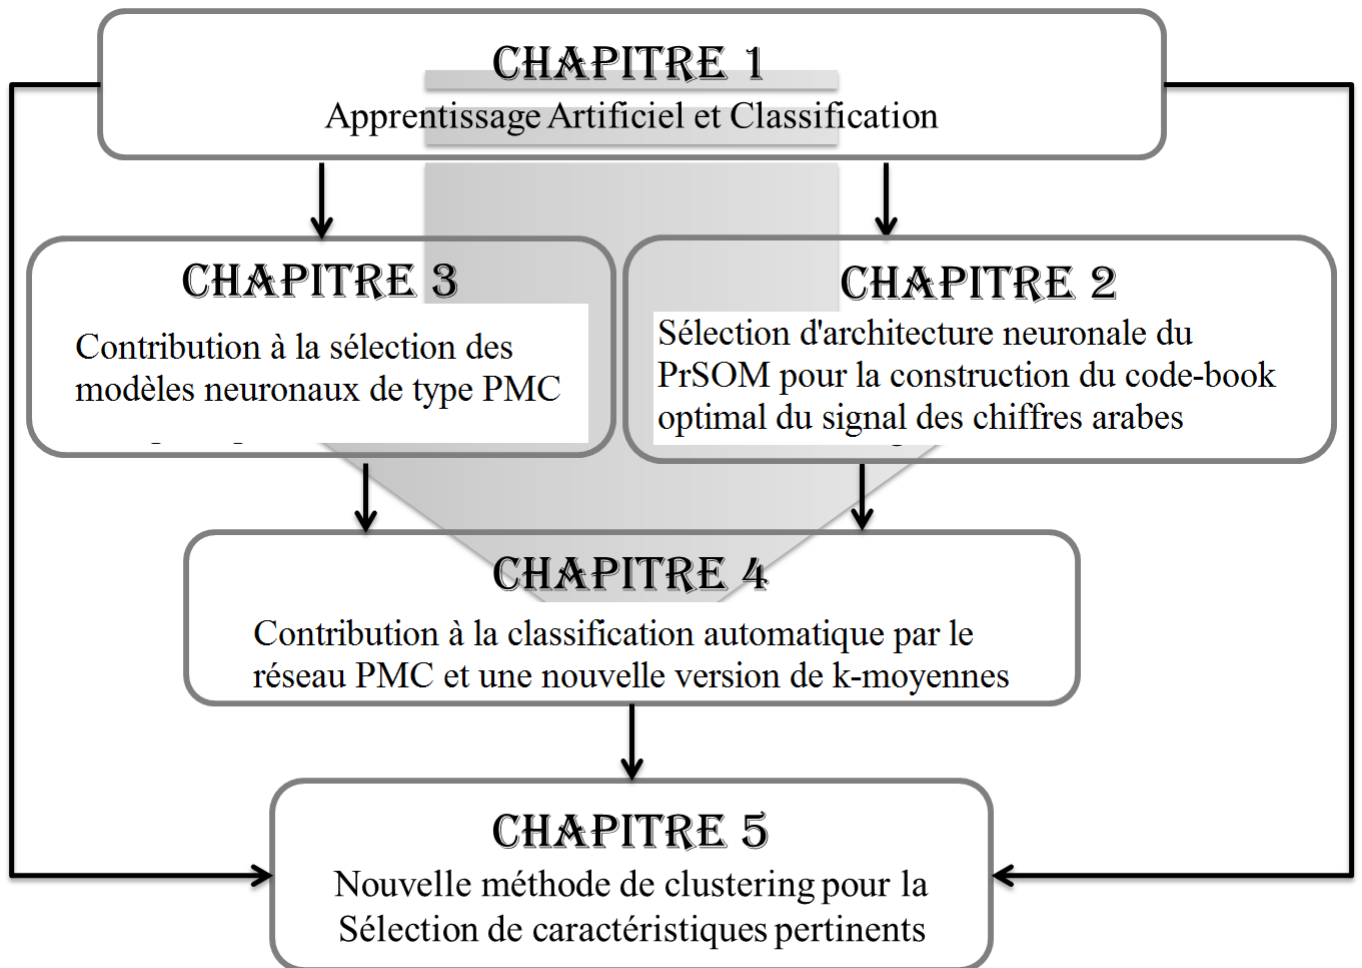 CHAPITRE 1
Apprentissage Artificiel et Classification
CHAPITRE 3
Contribution à la sélection des
modèles neuronaux de type PMC
CHAPITRE 2
Sélection d'architecture neuronale du
PrSOM pour la construction du code-book
optimal du signal des chiffres arabes
CHAPITRE 4
Contribution à la classification automatique par le
réseau PMC et une nouvelle version de k-moyennes
CHAPITRE 5
Nouvelle méthode de clustering pour la
Sélection de caractéristiques pertinents